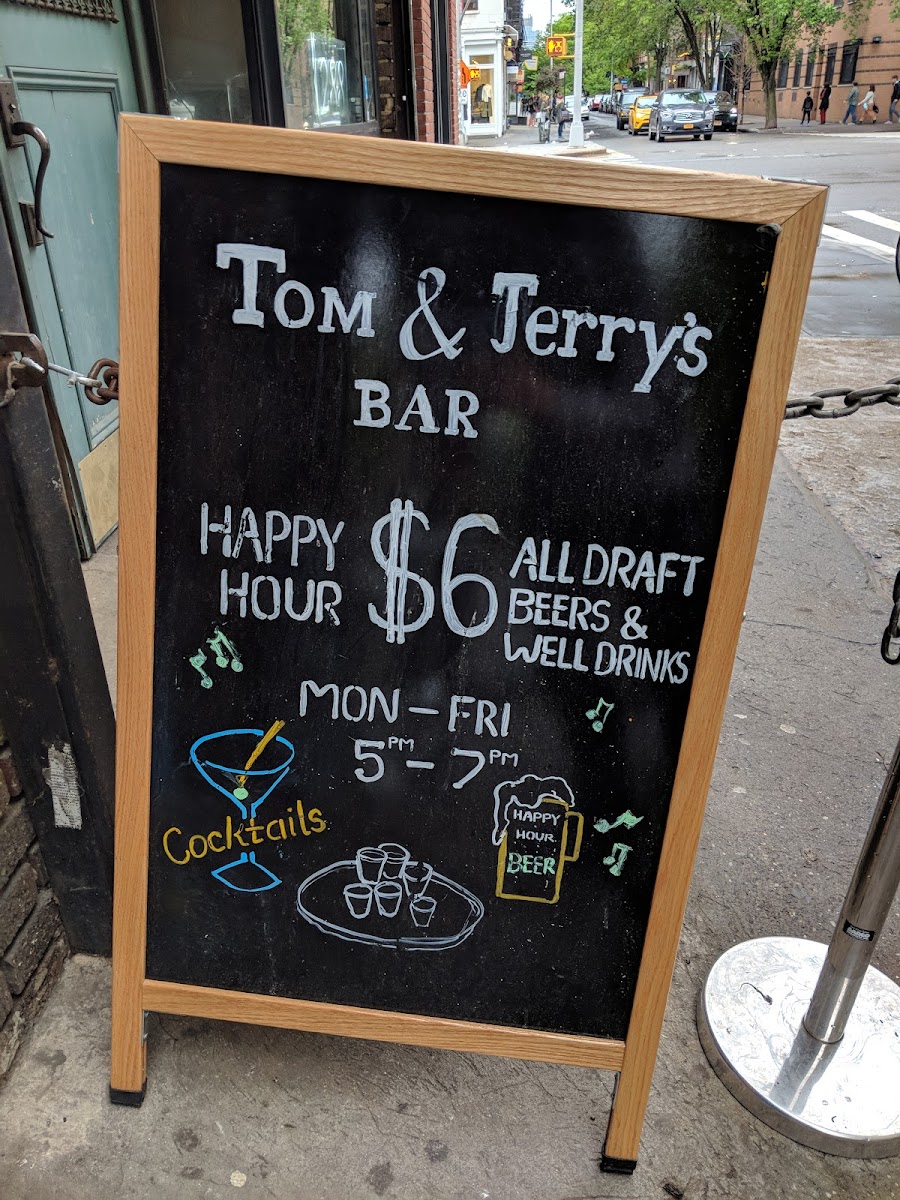 Tom & Jerry's
BAR
HAPPY HOUR $6 ALL DRAFT BEERS & WELL DRINKS
MON – FRI
5PM – 7PM
Cocktails
HAPPY
HOUR
BEER